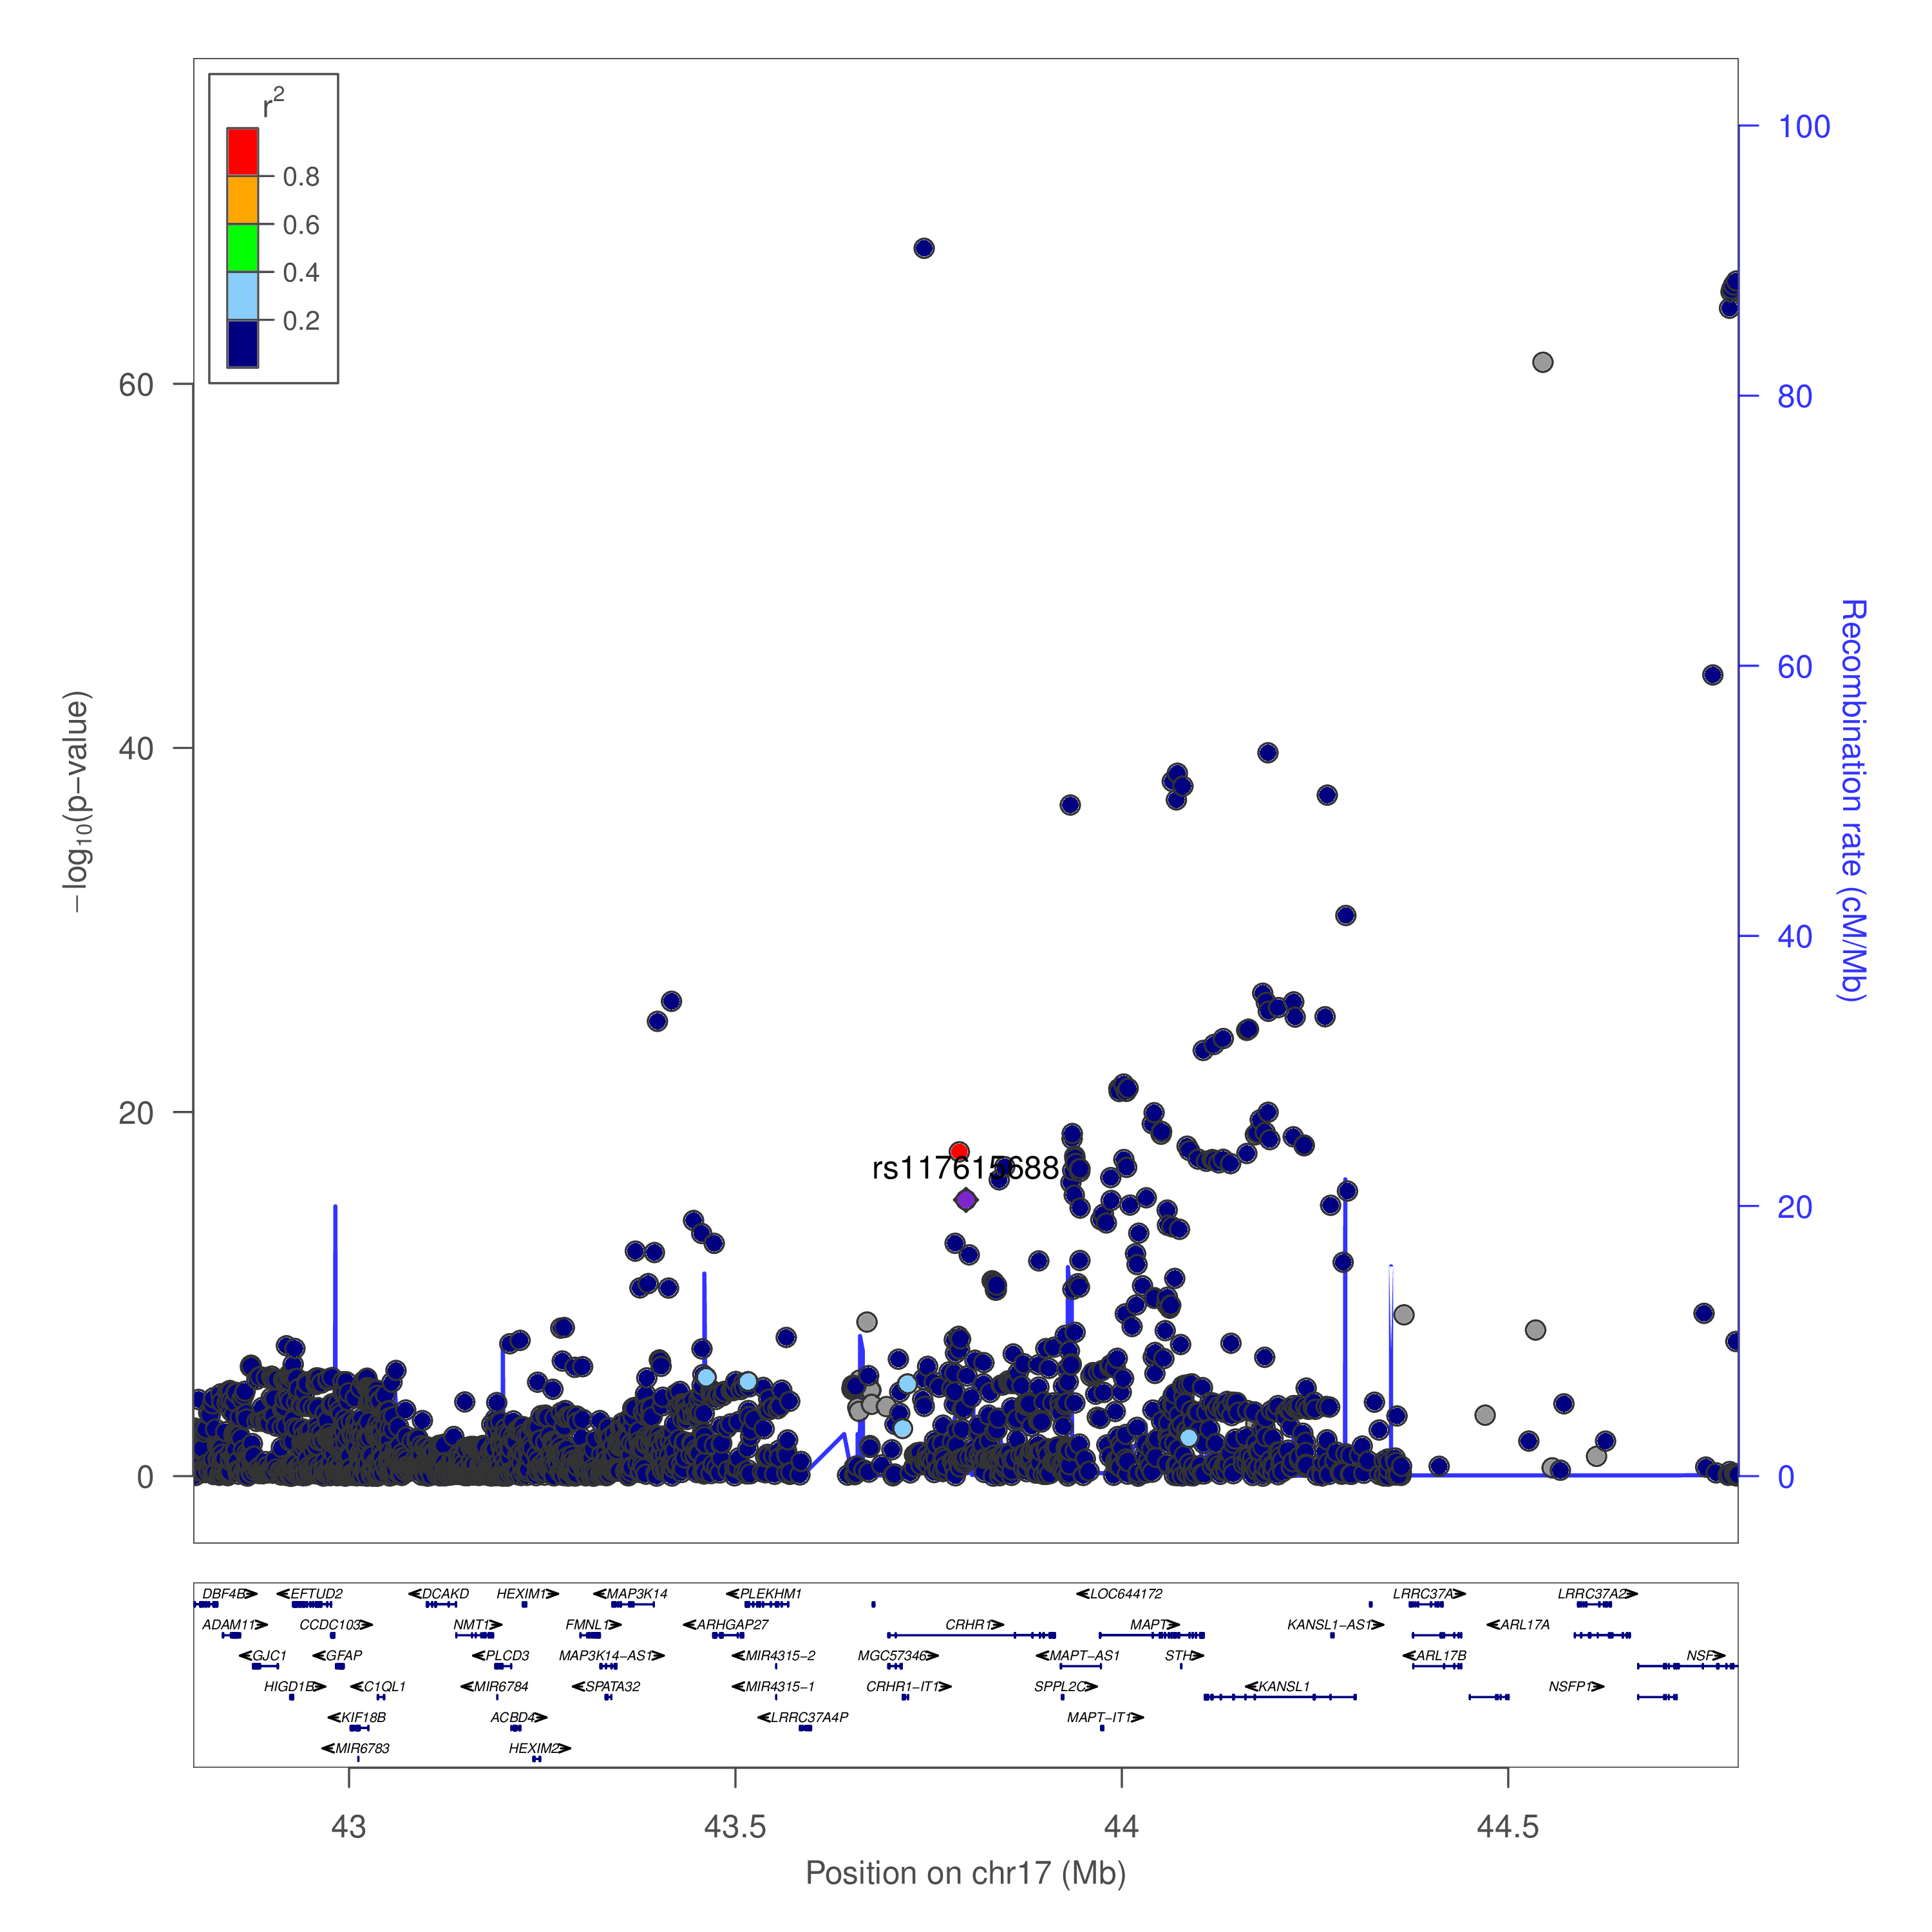 r2
0.8
0.6
0.4
0.2
0
20
40
60
−log10(p−value)
0
20
40
60
80
100
Recombination rate (cM/Mb)
rs117615688
DBF4B EFTUD2 DCAKD HEXIM1 MAP3K14 PLEKHM1 LOC644172 LRRC37A LRRC37A2
ADAM11 CCDC103 NMT1 FMNL1 ARHGAP27 CRHR1 MAPT KANSL1−AS1 ARL17A
GJC1 GFAP PLCD3 MAP3K14−AS1 MIR4315−2 MGC57346 MAPT−AS1 STH ARL17B NSF
HIGD1B C1QL1 MIR6784 SPATA32 MIR4315−1 CRHR1−IT1 SPPL2C KANSL1 NSFP1
KIF18B ACBD4 LRRC37A4P MAPT−IT1
MIR6783 HEXIM2
43
43.5
44
44.5
Position on chr17 (Mb)